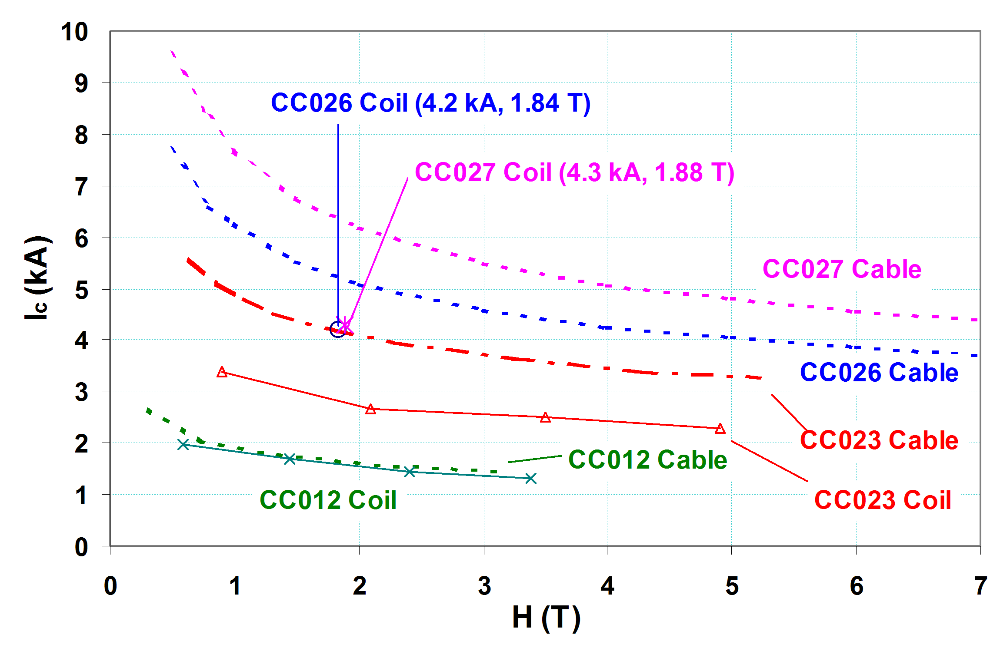 10
9
8
7
6
5
4
3
2
1
0
Ic (kA)
CC026 Coil (4.2 kA, 1.84 T)
CC027 Coil (4.3 kA, 1.88 T)
CC027 Cable
CC026 Cable
CC023 Cable
CC012 Cable
CC012 Coil
CC023 Coil
0 1 2 3 4 5 6 7
H (T)